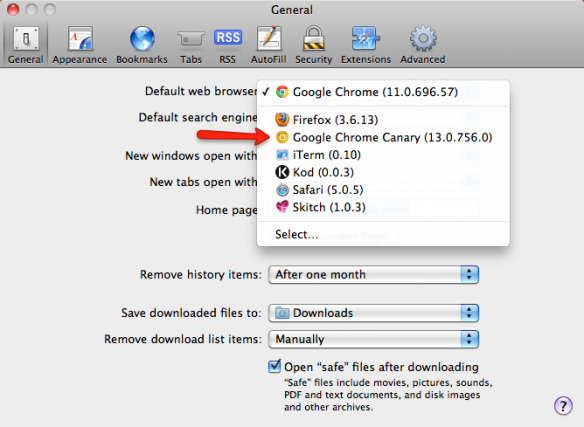 General
General Appearance Bookmarks Tabs RSS AutoFill Security Extensions Advanced
RSS
Default web browser
✓ Google Chrome (11.0.696.57)
Default search engine
Firefox (3.6.13)
Google Chrome Canary (13.0.756.0)
New windows open with
iTerm (0.10)
Kod (0.0.3)
New tabs open with
Safari (5.0.5)
Home page
Skitch (1.0.3)
Select...
Remove history items: After one month
Save downloaded files to: Downloads
Remove download list items: Manually
Open “safe” files after downloading
“Safe” files include movies, pictures, sounds,
PDF and text documents, and disk images
and other archives.
?